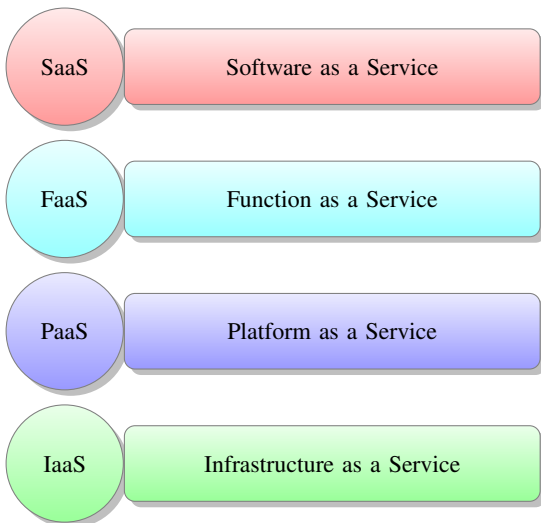 SaaS Software as a Service
FaaS Function as a Service
PaaS Platform as a Service
IaaS Infrastructure as a Service